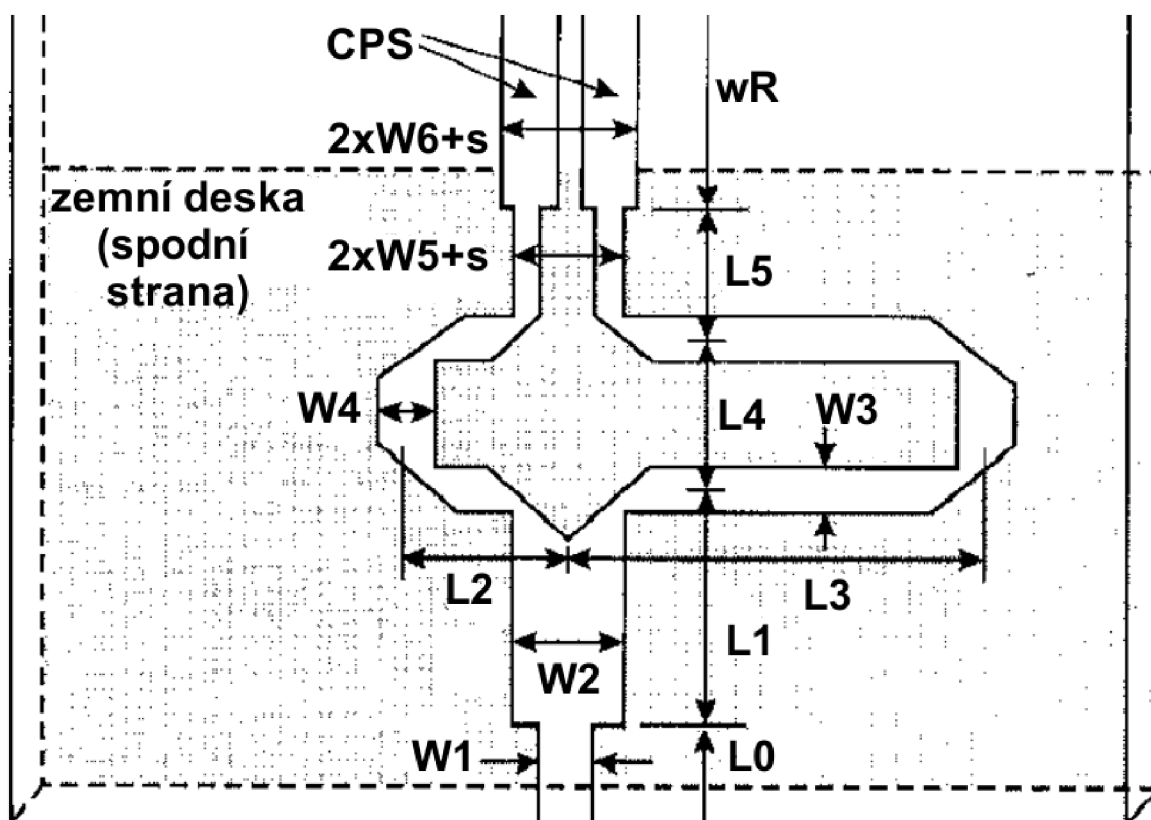 CPS
wR
2xW6+s
zemní deska
(spodní
strana)
2xW5+s
L5
W4
L4
W3
L2
L3
L1
W2
W1
L0